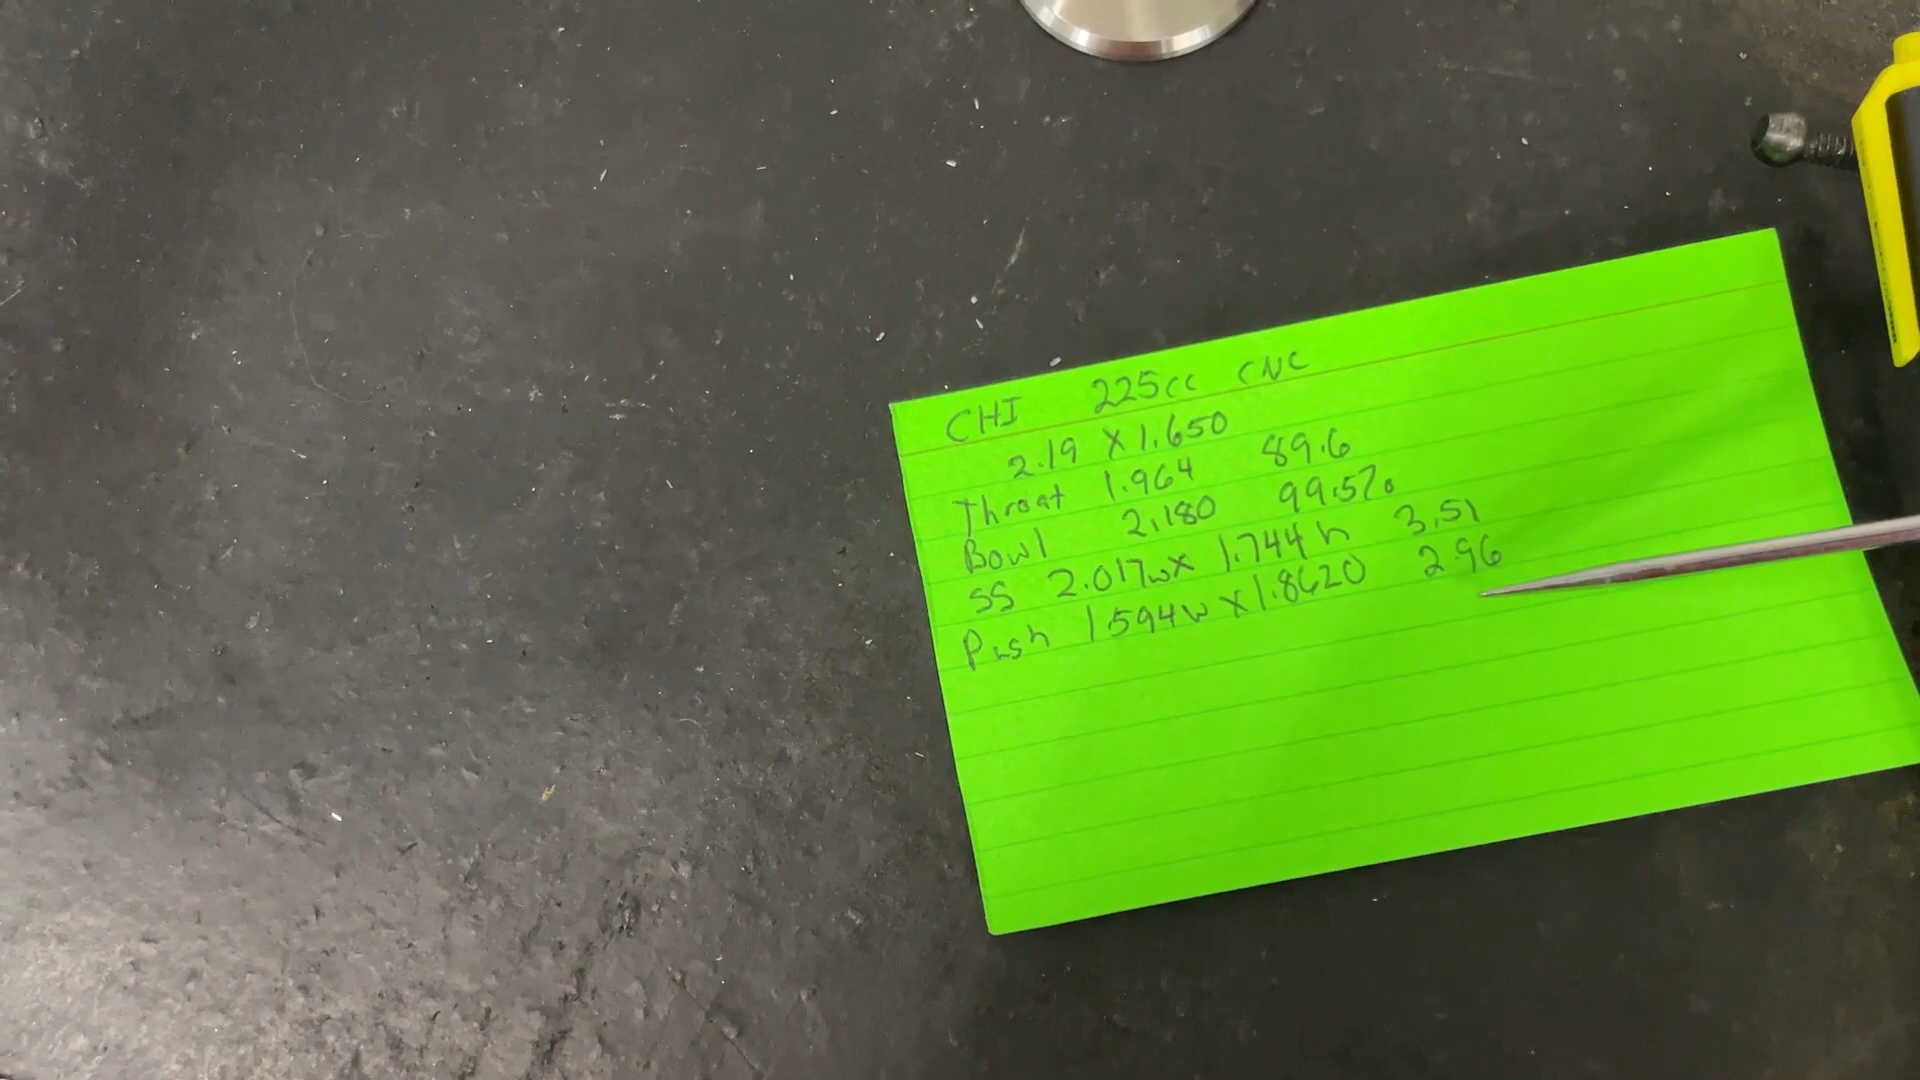 CHI 225cc CNC
2.19 X 1.650
Throat 1.964 89.6
Bowl 2.180 99.5%
SS 2.017w x 1.744h 3.51
Push 1.594w x 1.8620 2.96